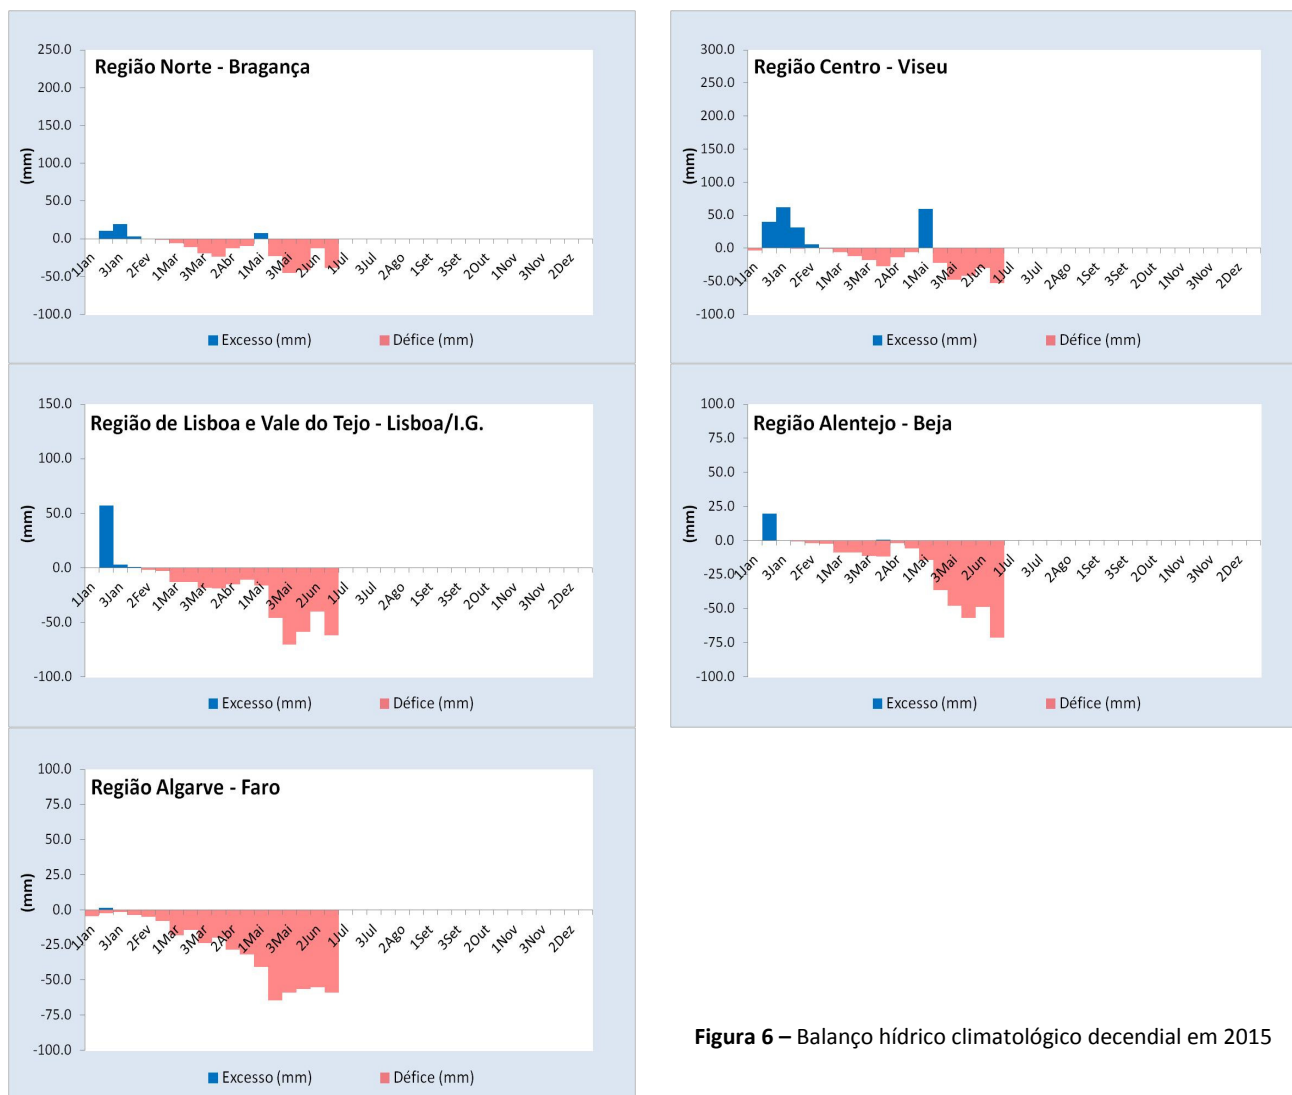 Região Norte - Bragança
(mm)
250.0
200.0
150.0
100.0
50.0
0.0
-50.0
-100.0
1Jan 3Jan 2Fev 1Mar 3Mar 2Abr 1Mai 3Mai 2Jun 1Jul 3Jul 2Ago 1Set 3Set 2Out 1Nov 3Nov 2Dez
Excesso (mm) Défice (mm)
Região Centro - Viseu
(mm)
300.0
250.0
200.0
150.0
100.0
50.0
0.0
-50.0
-100.0
1Jan 3Jan 2Fev 1Mar 3Mar 2Abr 1Mai 3Mai 2Jun 1Jul 3Jul 2Ago 1Set 3Set 2Out 1Nov 3Nov 2Dez
Excesso (mm) Défice (mm)
Região de Lisboa e Vale do Tejo - Lisboa/I.G.
(mm)
150.0
100.0
50.0
0.0
-50.0
-100.0
1Jan 3Jan 2Fev 1Mar 3Mar 2Abr 1Mai 3Mai 2Jun 1Jul 3Jul 2Ago 1Set 3Set 2Out 1Nov 3Nov 2Dez
Excesso (mm) Défice (mm)
Região Alentejo - Beja
(mm)
100.0
75.0
50.0
25.0
0.0
-25.0
-50.0
-75.0
-100.0
1Jan 3Jan 2Fev 1Mar 3Mar 2Abr 1Mai 3Mai 2Jun 1Jul 3Jul 2Ago 1Set 3Set 2Out 1Nov 3Nov 2Dez
Excesso (mm) Défice (mm)
Região Algarve - Faro
(mm)
100.0
75.0
50.0
25.0
0.0
-25.0
-50.0
-75.0
-100.0
1Jan 3Jan 2Fev 1Mar 3Mar 2Abr 1Mai 3Mai 2Jun 1Jul 3Jul 2Ago 1Set 3Set 2Out 1Nov 3Nov 2Dez
Excesso (mm) Défice (mm)
Figura 6 – Balanço hídrico climatológico decendial em 2015